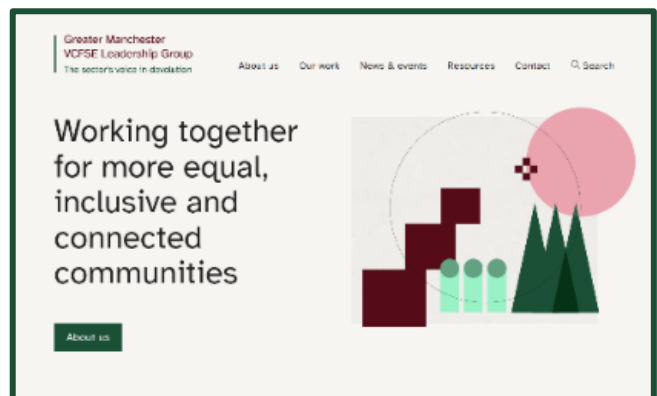 Greater Manchester
VCFSE Leadership Group
The sector's voice in devolution
About us Our work News & events Resources Contact Search
Working together
for more equal,
inclusive and
connected
communities
About us